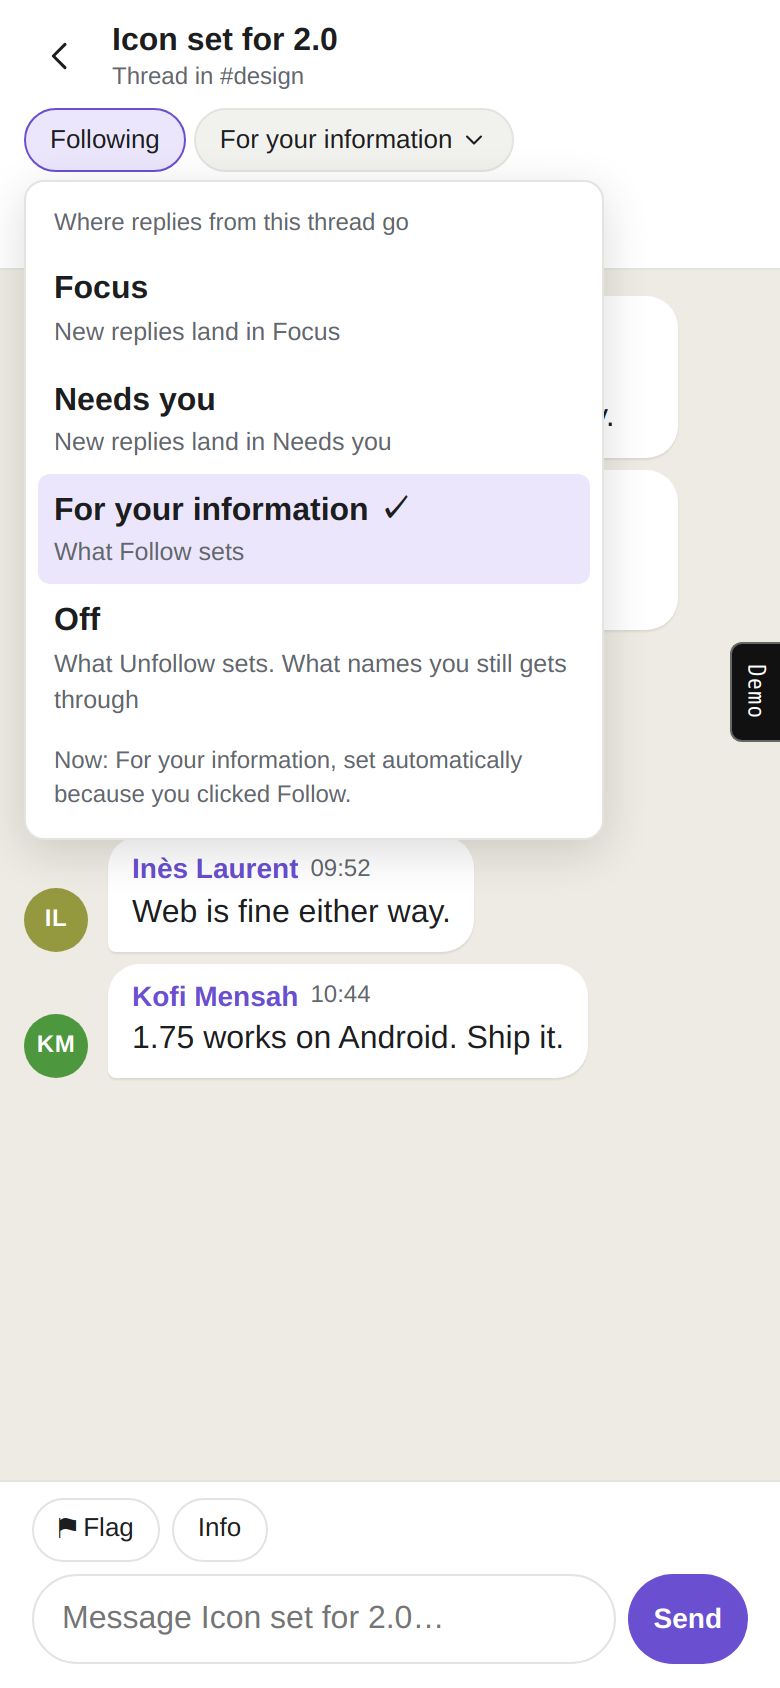 Icon set for 2.0
Thread in #design
Following
For your information
Where replies from this thread go
Focus
New replies land in Focus
Needs you
New replies land in Needs you
For your information ✓
What Follow sets
Off
What Unfollow sets. What names you still gets
through
Now: For your information, set automatically
because you clicked Follow.
Demo
Inès Laurent 09:52
IL
Web is fine either way.
Kofi Mensah 10:44
KM
1.75 works on Android. Ship it.
Flag
Info
Message Icon set for 2.0…
Send